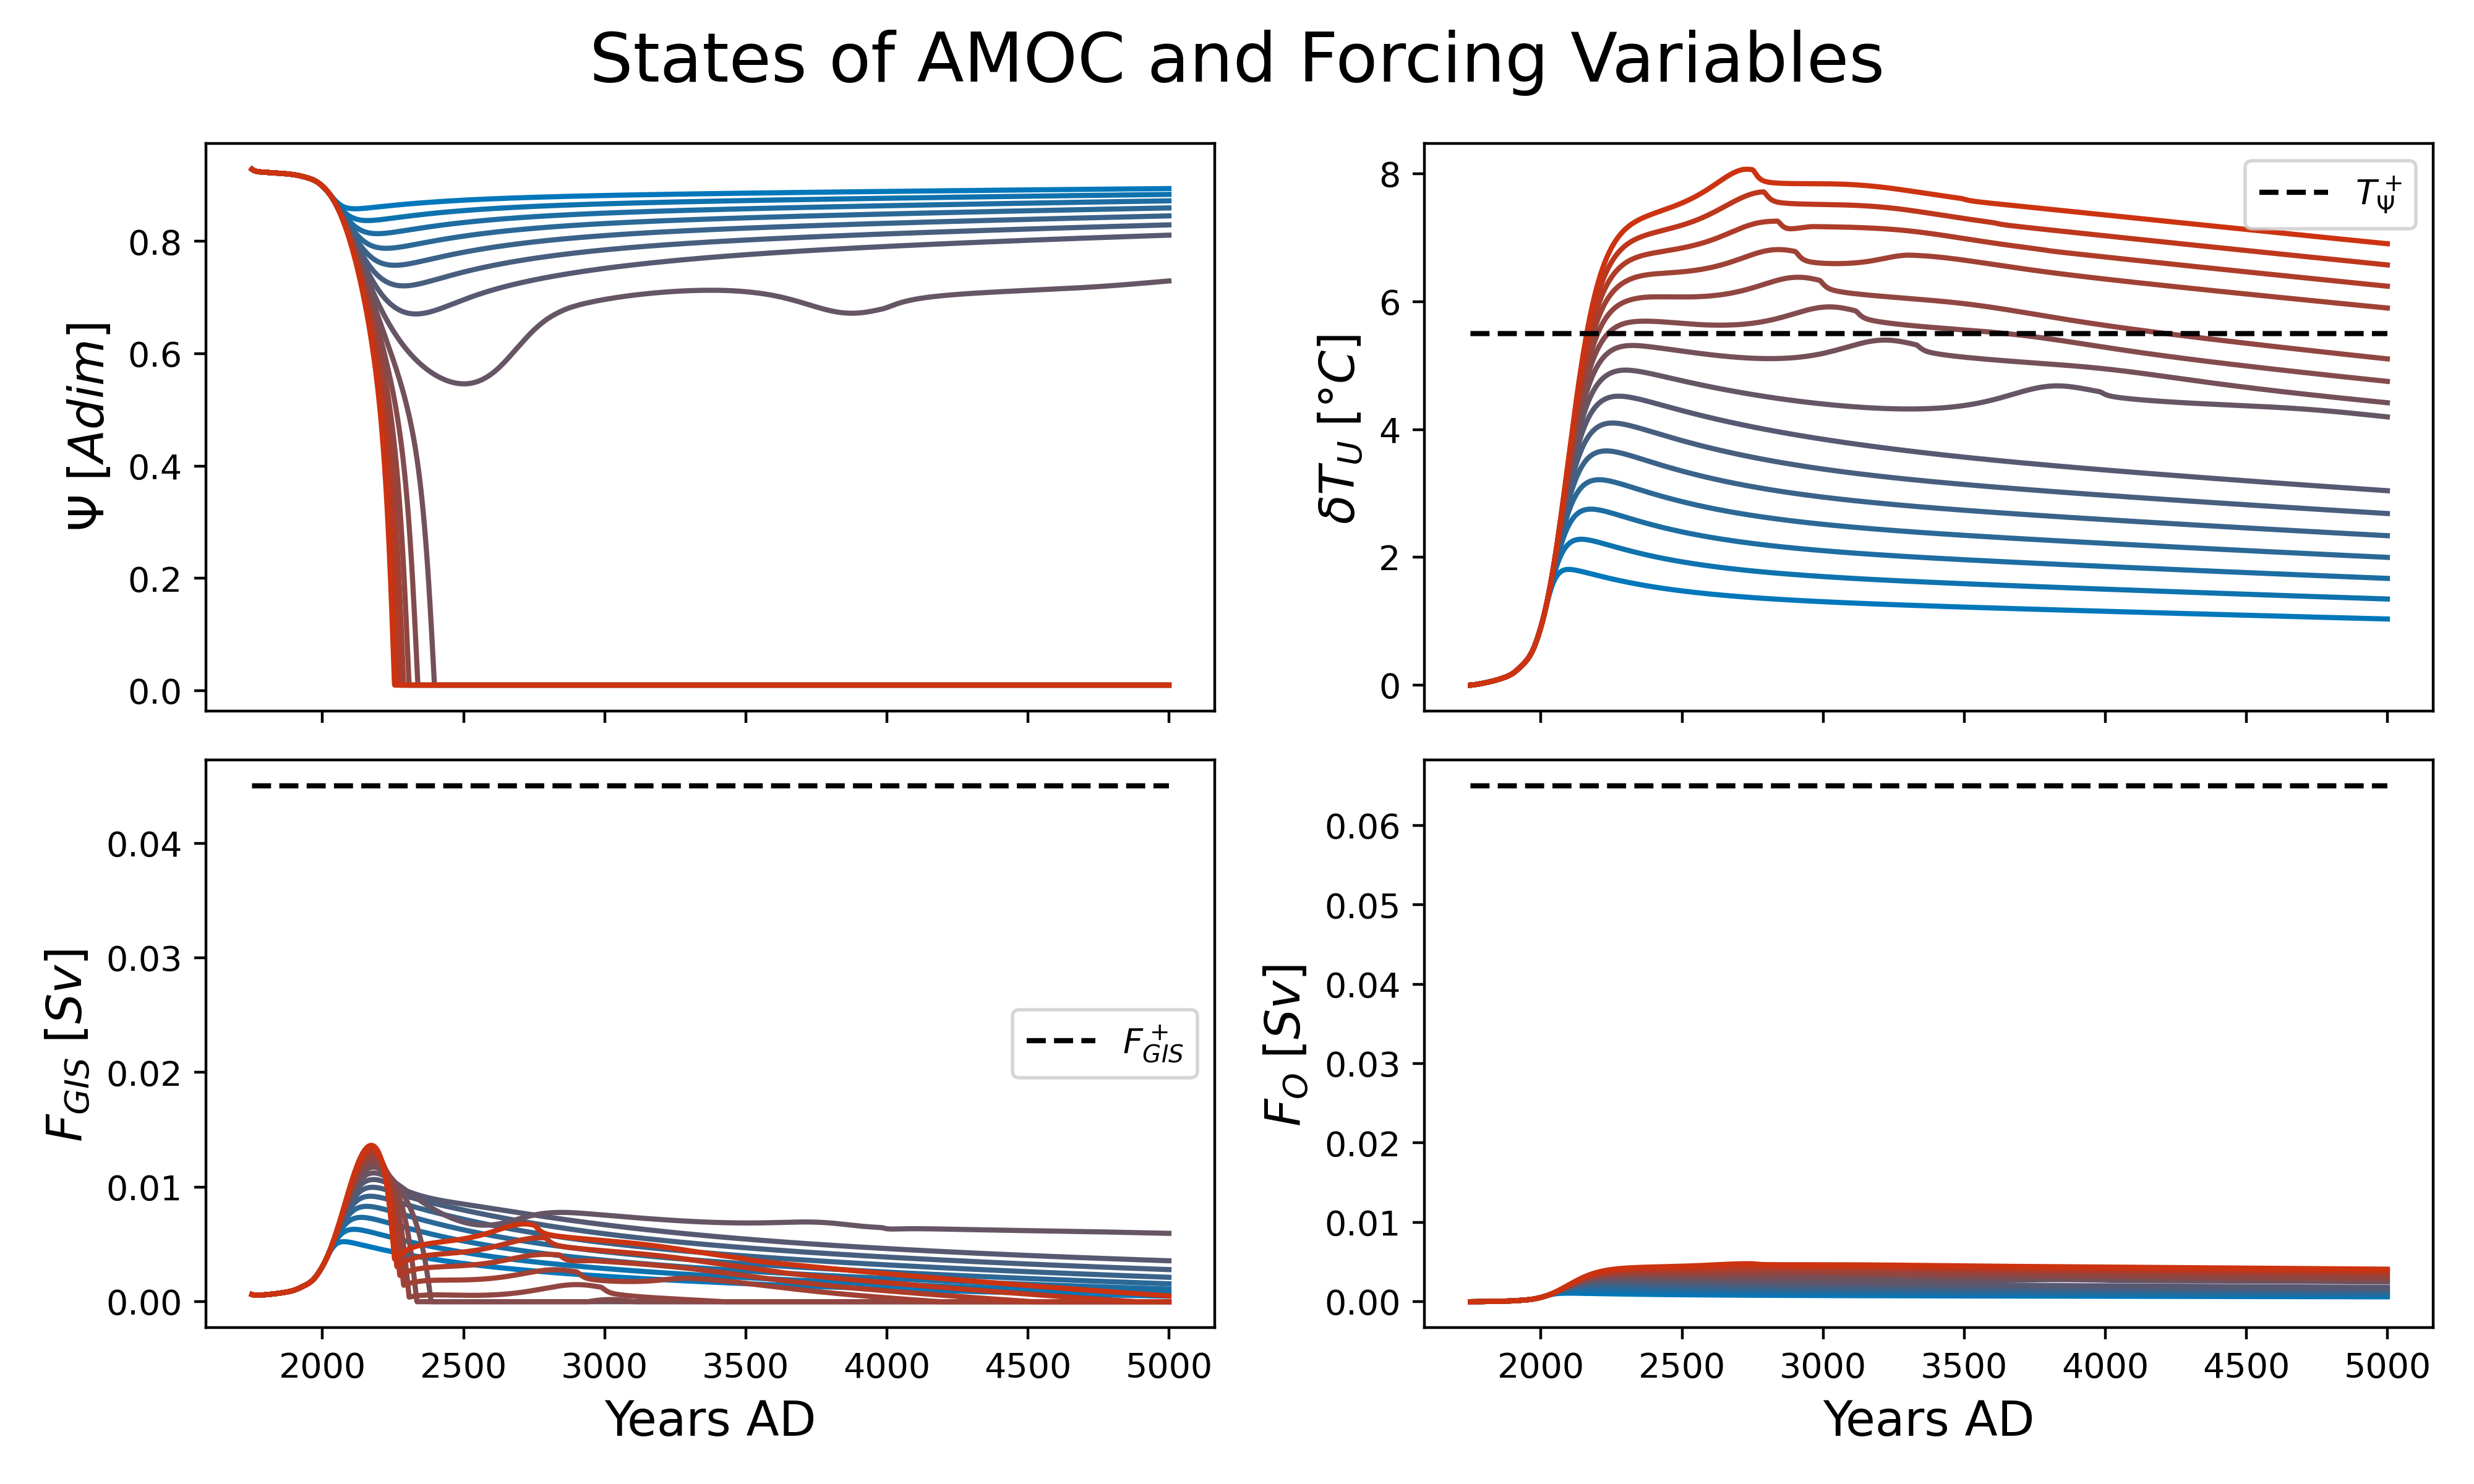 States of AMOC and Forcing Variables
Ψ [Adim]
0.8
0.6
0.4
0.2
0.0
δT_U [°C]
8
6
4
2
0
T_Ψ^+
F_GIS [Sv]
0.04
0.03
0.02
0.01
0.00
F_GIS^+
2000 2500 3000 3500 4000 4500 5000
Years AD
F_O [Sv]
0.06
0.05
0.04
0.03
0.02
0.01
0.00
2000 2500 3000 3500 4000 4500 5000
Years AD